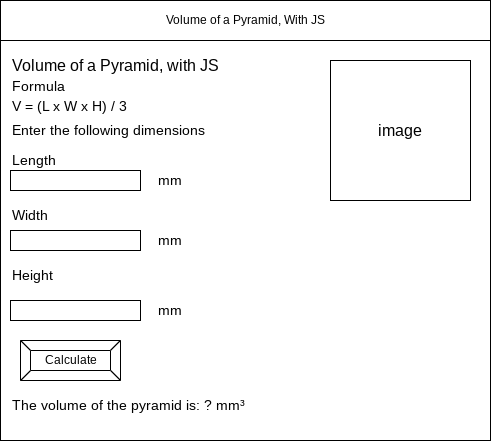 Volume of a Pyramid, With JS
Volume of a Pyramid, with JS
Formula
V = (L x W x H) / 3
image
Enter the following dimensions
Length
mm
Width
mm
Height
mm
Calculate
The volume of the pyramid is: ? mm³